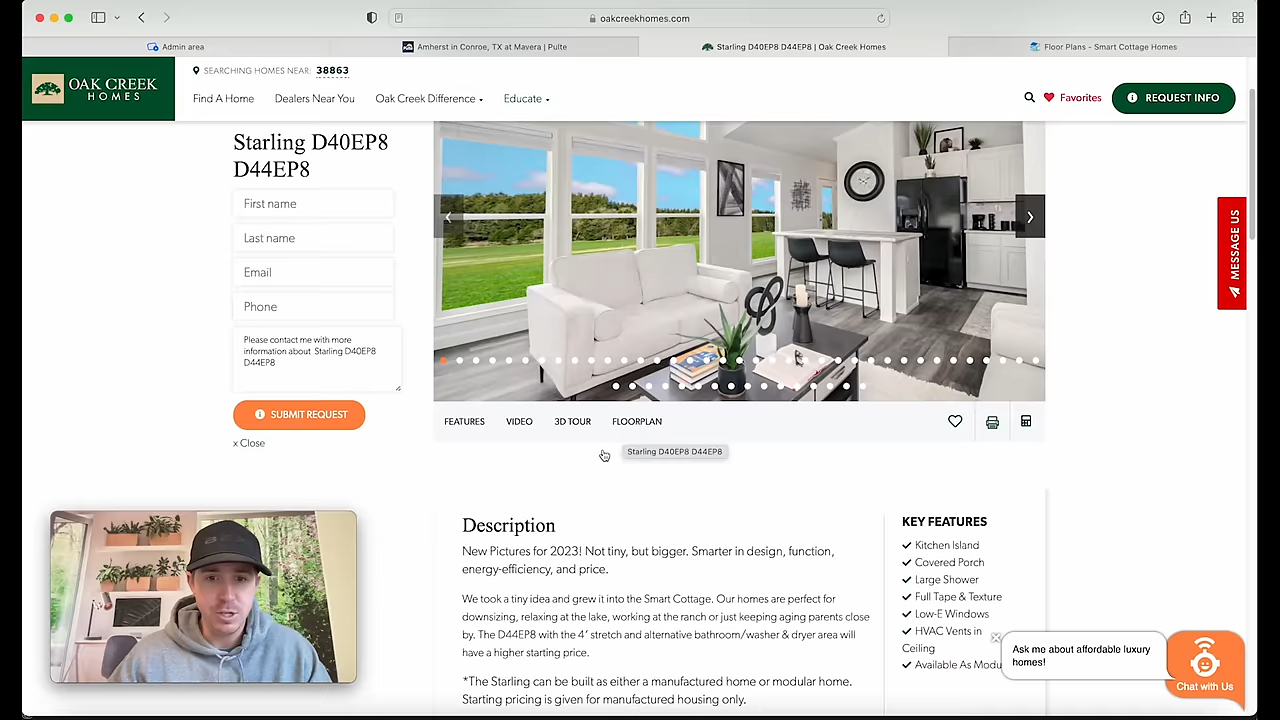 oakcreekhomes.com
Admin area
Amherst in Conroe, TX at Mavera | Pulte
Starling D40EP8 D44EP8 | Oak Creek Homes
Floor Plans - Smart Cottage Homes
OAK CREEK
HOMES
SEARCHING HOMES NEAR: 38863
Find A Home
Dealers Near You
Oak Creek Difference
Educate
Favorites
REQUEST INFO
Starling D40EP8
D44EP8
First name
Last name
Email
Phone
Please contact me with more
information about Starling D40EP8
D44EP8
SUBMIT REQUEST
x Close
MESSAGE US
FEATURES
VIDEO
3D TOUR
FLOORPLAN
Starling D40EP8 D44EP8
Description
New Pictures for 2023! Not tiny, but bigger. Smarter in design, function,
energy-efficiency, and price.
We took a tiny idea and grew it into the Smart Cottage. Our homes are perfect for
downsizing, relaxing at the lake, working at the ranch or just keeping aging parents close
by. The D44EP8 with the 4' stretch and alternative bathroom/washer & dryer area will
have a higher starting price.
*The Starling can be built as either a manufactured home or modular home.
Starting pricing is given for manufactured housing only.
KEY FEATURES
Kitchen Island
Covered Porch
Large Shower
Full Tape & Texture
Low-E Windows
HVAC Vents in
Ceiling
Available As Modu
Ask me about affordable luxury
homes!
Chat with Us